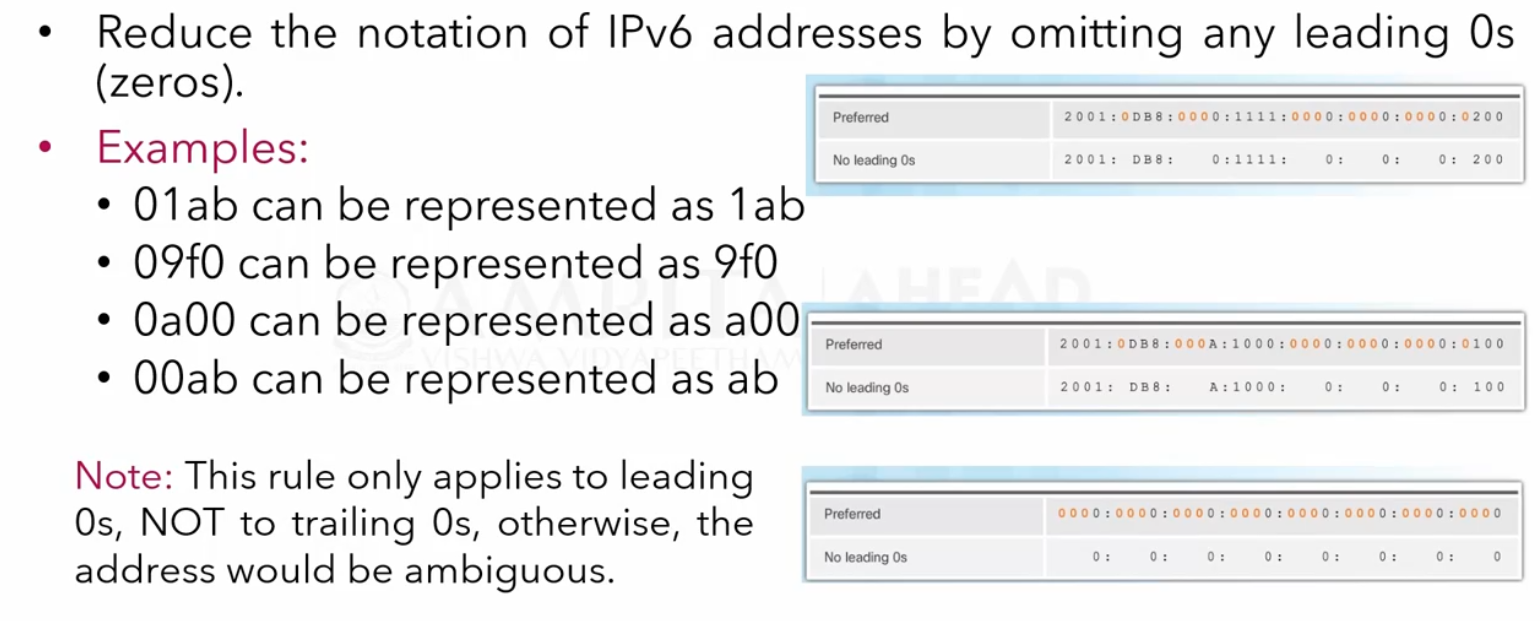 • Reduce the notation of IPv6 addresses by omitting any leading 0s
(zeros).
• Examples:
• 01ab can be represented as 1ab
• 09f0 can be represented as 9f0
• 0a00 can be represented as a00
• 00ab can be represented as ab
Note: This rule only applies to leading
0s, NOT to trailing 0s, otherwise, the
address would be ambiguous.
Preferred 2001:0DB8:0000:1111:0000:0000:0000:0200
No leading 0s 2001: DB8: 0:1111: 0: 0: 0: 200
Preferred 2001:0DB8:000A:1000:0000:0000:0000:0100
No leading 0s 2001: DB8: A:1000: 0: 0: 0: 100
Preferred 0000:0000:0000:0000:0000:0000:0000:0000
No leading 0s 0: 0: 0: 0: 0: 0: 0: 0
AMRITA AHEAD
VISHWA VIDYAPEETHAM